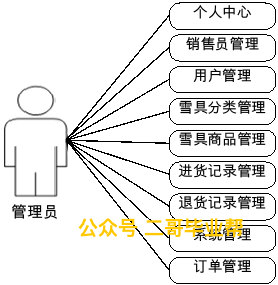 个人中心
销售员管理
用户管理
雪具分类管理
雪具商品管理
进货记录管理
管理员
退货记录管理
公众号 二哥毕业帮
系统管理
订单管理